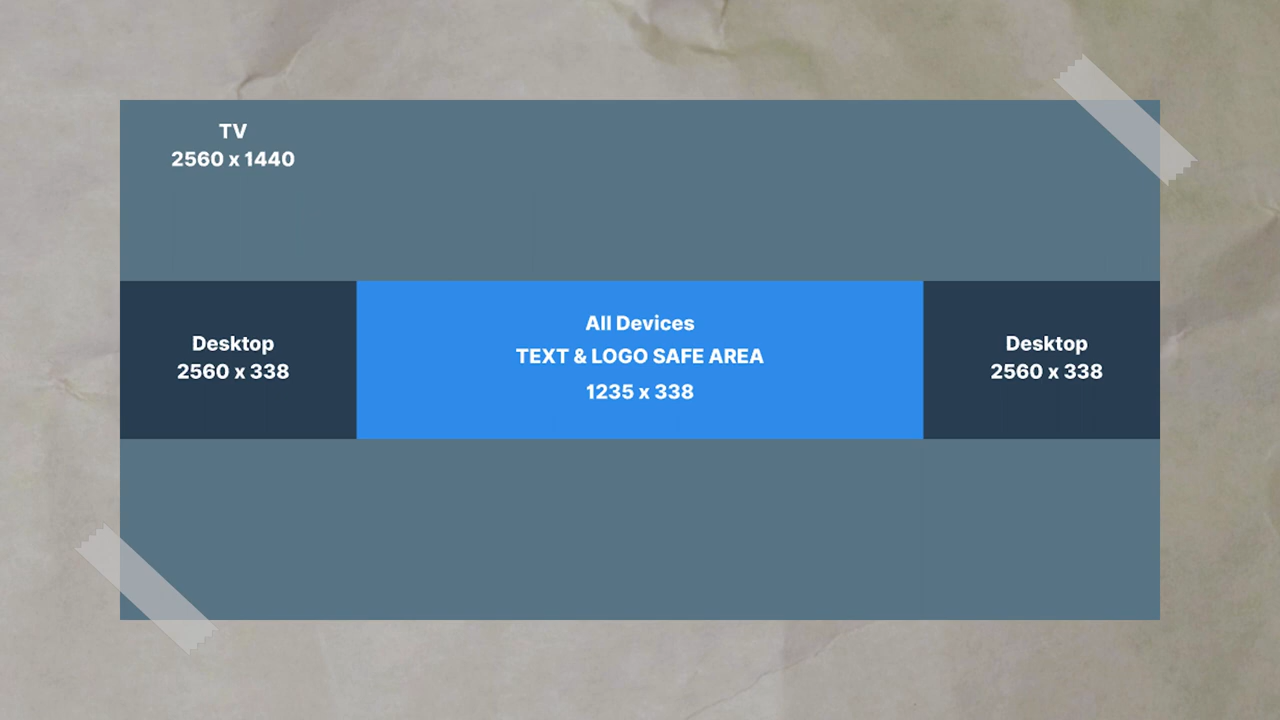 TV
2560 x 1440
Desktop
2560 x 338
All Devices
TEXT & LOGO SAFE AREA
1235 x 338
Desktop
2560 x 338